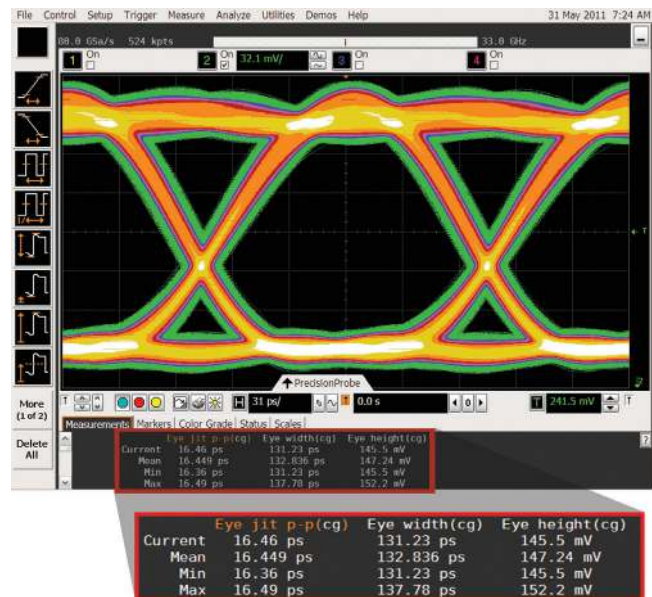 File Control Setup Trigger Measure Analyze Utilities Demos Help 31 May 2011 7:24 AM
80.0 GSa/s 524 kpts 33.0 GHz
1 On 2 On 32.1 mV/ 3 On 4 On
T
2
More
(1 of 2)
Delete
All
PrecisionProbe
H 31 ps/ 0.0 s 0 T 241.5 mV
Measurements Markers Color Grade Status Scales
?
Eye jit p-p(cg) Eye width(cg) Eye height(cg)
Current 16.46 ps 131.23 ps 145.5 mV
Mean 16.449 ps 132.836 ps 147.24 mV
Min 16.36 ps 131.23 ps 145.5 mV
Max 16.49 ps 137.78 ps 152.2 mV
Eye jit p-p(cg) Eye width(cg) Eye height(cg)
Current 16.46 ps 131.23 ps 145.5 mV
Mean 16.449 ps 132.836 ps 147.24 mV
Min 16.36 ps 131.23 ps 145.5 mV
Max 16.49 ps 137.78 ps 152.2 mV